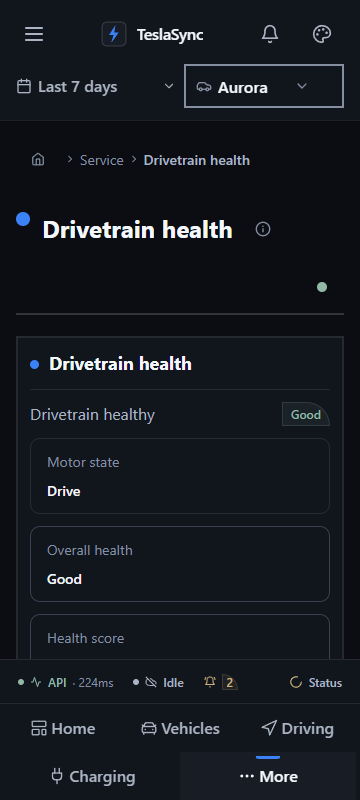 TeslaSync
Last 7 days
Aurora
Service
Drivetrain health
Drivetrain health
Drivetrain health
Drivetrain healthy
Good
Motor state
Drive
Overall health
Good
Health score
API · 224ms
Idle
2
Status
Home
Vehicles
Driving
Charging
More